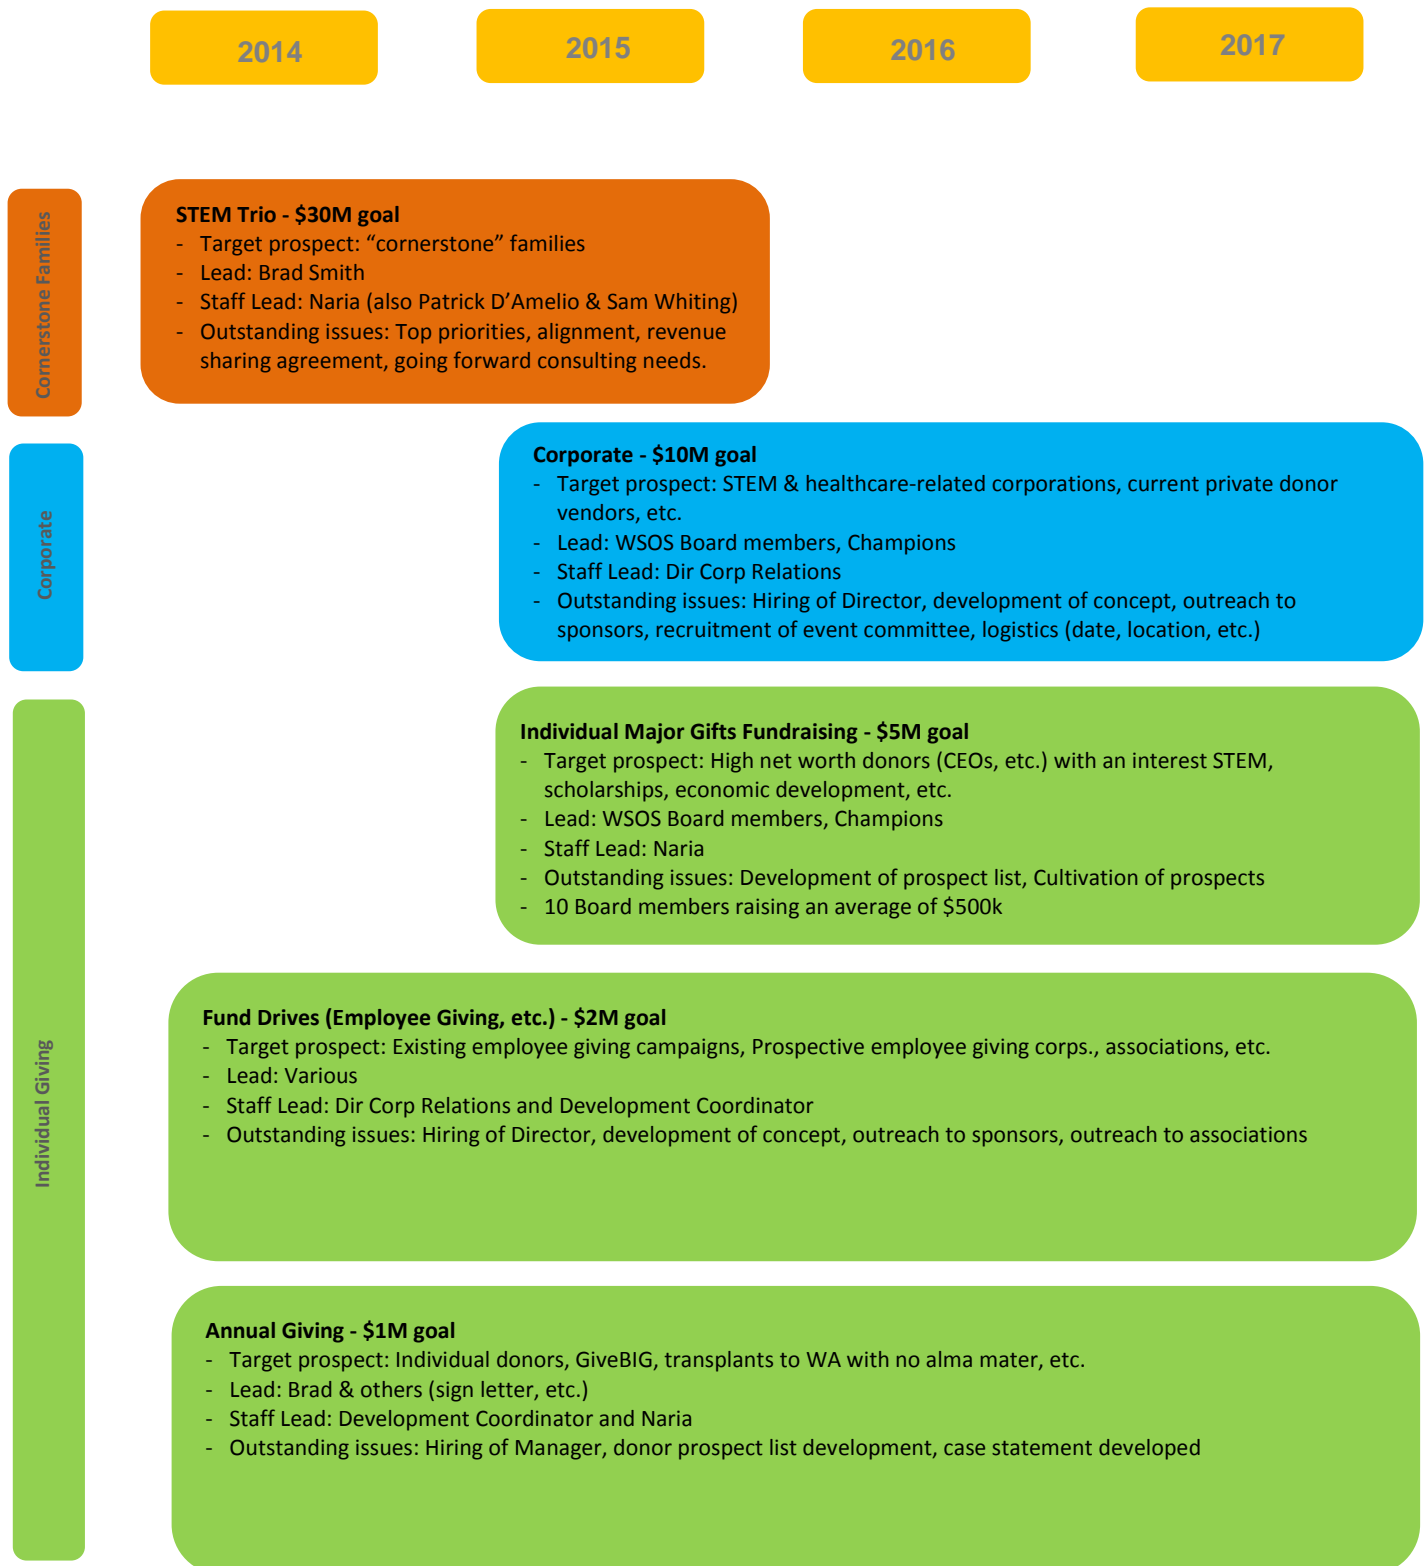 2014
2015
2016
2017
Cornerstone Families
STEM Trio - $30M goal
- Target prospect: “cornerstone” families
- Lead: Brad Smith
- Staff Lead: Naria (also Patrick D’Amelio & Sam Whiting)
- Outstanding issues: Top priorities, alignment, revenue
sharing agreement, going forward consulting needs.
Corporate
Corporate - $10M goal
- Target prospect: STEM & healthcare-related corporations, current private donor
vendors, etc.
- Lead: WSOS Board members, Champions
- Staff Lead: Dir Corp Relations
- Outstanding issues: Hiring of Director, development of concept, outreach to
sponsors, recruitment of event committee, logistics (date, location, etc.)
Individual Giving
Individual Major Gifts Fundraising - $5M goal
- Target prospect: High net worth donors (CEOs, etc.) with an interest STEM,
scholarships, economic development, etc.
- Lead: WSOS Board members, Champions
- Staff Lead: Naria
- Outstanding issues: Development of prospect list, Cultivation of prospects
- 10 Board members raising an average of $500k
Fund Drives (Employee Giving, etc.) - $2M goal
- Target prospect: Existing employee giving campaigns, Prospective employee giving corps., associations, etc.
- Lead: Various
- Staff Lead: Dir Corp Relations and Development Coordinator
- Outstanding issues: Hiring of Director, development of concept, outreach to sponsors, outreach to associations
Annual Giving - $1M goal
- Target prospect: Individual donors, GiveBIG, transplants to WA with no alma mater, etc.
- Lead: Brad & others (sign letter, etc.)
- Staff Lead: Development Coordinator and Naria
- Outstanding issues: Hiring of Manager, donor prospect list development, case statement developed